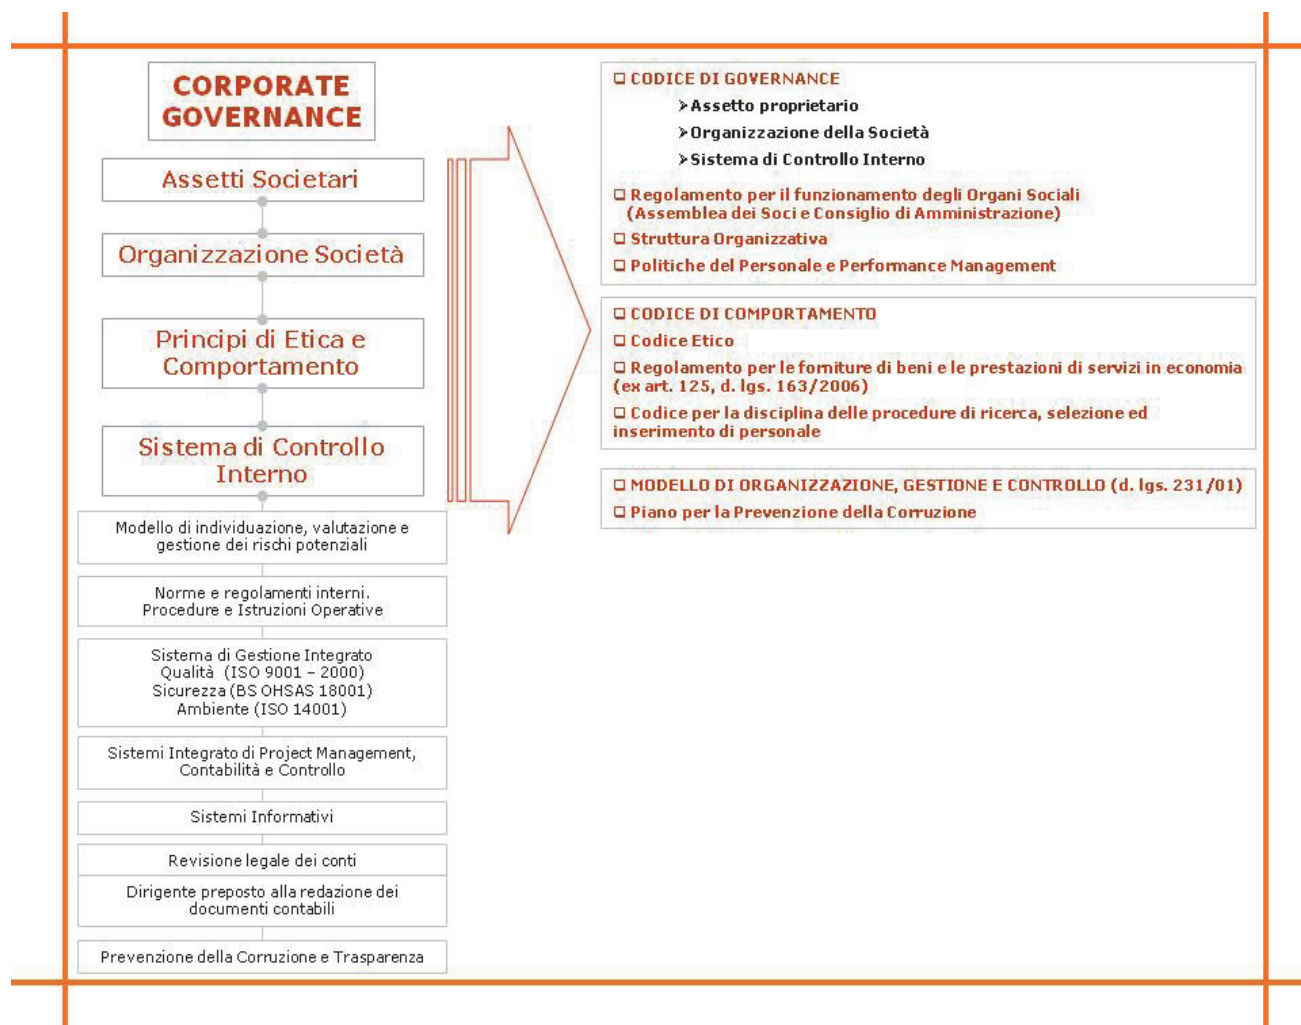 CORPORATE
GOVERNANCE
Assetti Societari
Organizzazione Società
Principi di Etica e
Comportamento
Sistema di Controllo
Interno
Modello di individuazione, valutazione e
gestione dei rischi potenziali
Norme e regolamenti interni.
Procedure e Istruzioni Operative
Sistema di Gestione Integrato
Qualità (ISO 9001 – 2000)
Sicurezza (BS OHSAS 18001)
Ambiente (ISO 14001)
Sistemi Integrato di Project Management,
Contabilità e Controllo
Sistemi Informativi
Revisione legale dei conti
Dirigente preposto alla redazione dei
documenti contabili
Prevenzione della Corruzione e Trasparenza
❑ CODICE DI GOVERNANCE
➢Assetto proprietario
➢Organizzazione della Società
➢Sistema di Controllo Interno
❑ Regolamento per il funzionamento degli Organi Sociali
(Assemblea dei Soci e Consiglio di Amministrazione)
❑ Struttura Organizzativa
❑ Politiche del Personale e Performance Management
❑ CODICE DI COMPORTAMENTO
❑ Codice Etico
❑ Regolamento per le forniture di beni e le prestazioni di servizi in economia
(ex art. 125, d. lgs. 163/2006)
❑ Codice per la disciplina delle procedure di ricerca, selezione ed
inserimento di personale
❑ MODELLO DI ORGANIZZAZIONE, GESTIONE E CONTROLLO (d. lgs. 231/01)
❑ Piano per la Prevenzione della Corruzione